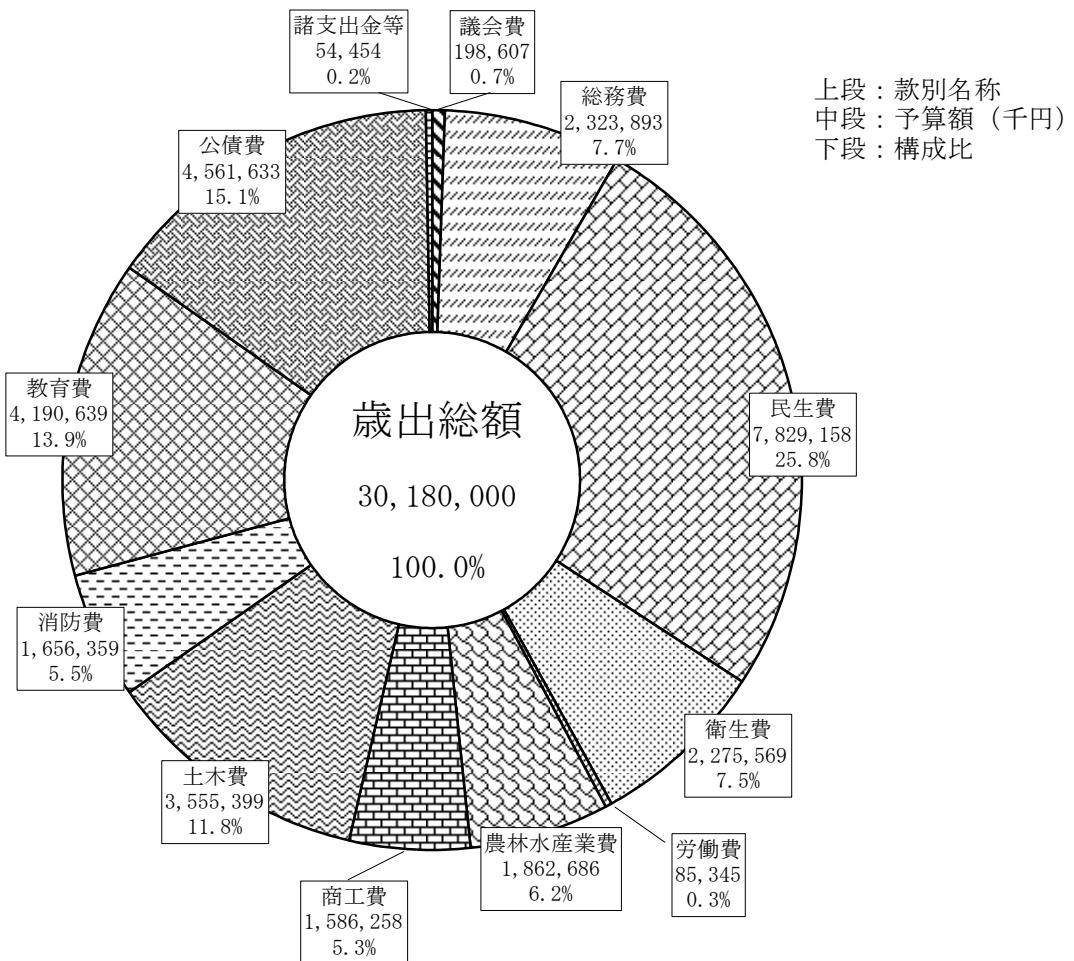 諸支出金等
54,454
0.2%
議会費
198,607
0.7%
総務費
2,323,893
7.7%
上段：款別名称
中段：予算額（千円）
下段：構成比
公債費
4,561,633
15.1%
教育費
4,190,639
13.9%
歳出総額
30,180,000
100.0%
民生費
7,829,158
25.8%
消防費
1,656,359
5.5%
衛生費
2,275,569
7.5%
土木費
3,555,399
11.8%
農林水産業費
1,862,686
6.2%
労働費
85,345
0.3%
商工費
1,586,258
5.3%